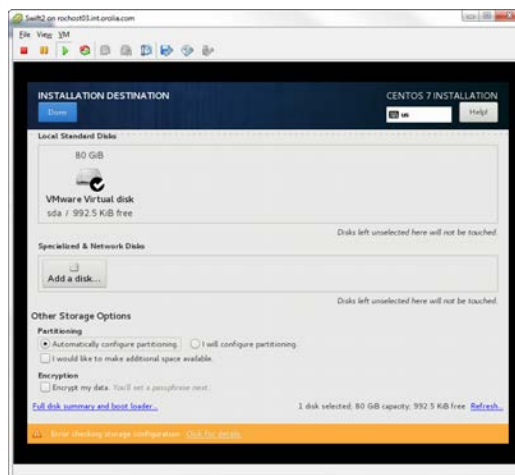 Swift2 on rochost03.int.orolia.com
File View VM
INSTALLATION DESTINATION
CENTOS 7 INSTALLATION
Done
us
Help!
Local Standard Disks
80 GiB
VMware Virtual disk
sda / 992.5 KiB free
Disks left unselected here will not be touched.
Specialized & Network Disks
Add a disk...
Disks left unselected here will not be touched.
Other Storage Options
Partitioning
Automatically configure partitioning. I will configure partitioning.
I would like to make additional space available.
Encryption
Encrypt my data. You'll set a passphrase next.
Full disk summary and boot loader...
1 disk selected; 80 GiB capacity; 992.5 KiB free Refresh...
Error checking storage configuration. Click for details.